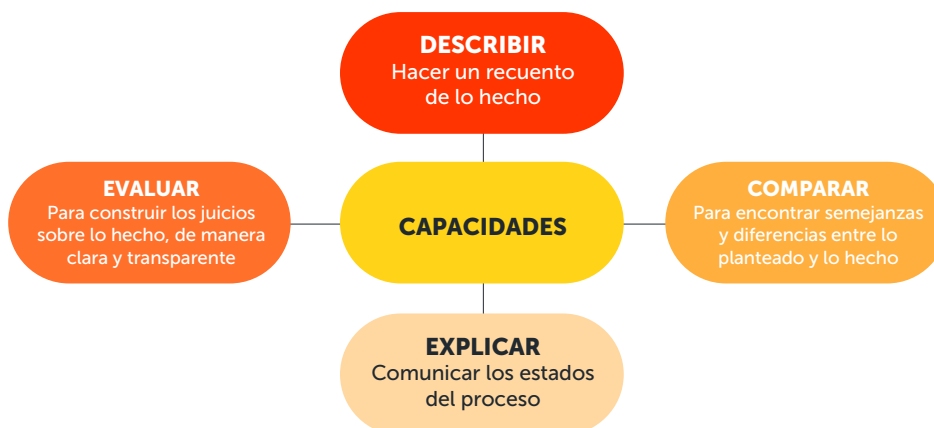 DESCRIBIR
Hacer un recuento
de lo hecho
EVALUAR
Para construir los juicios
sobre lo hecho, de manera
clara y transparente
CAPACIDADES
COMPARAR
Para encontrar semejanzas
y diferencias entre lo
planteado y lo hecho
EXPLICAR
Comunicar los estados
del proceso